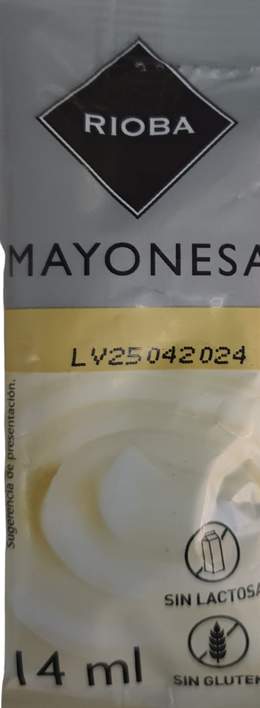 RIOBA
MAYONESA
LV25042024
Sugerencia de presentación.
SIN LACTOSA
14 ml
SIN GLUTEN